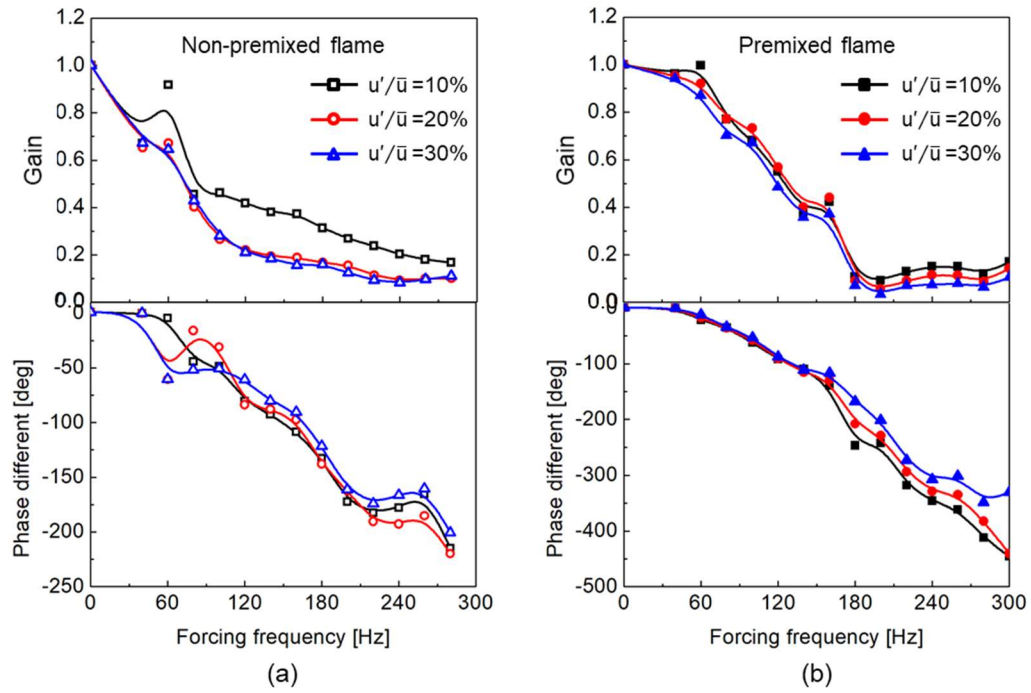 1.2
1.0
0.8
0.6
0.4
0.2
0.0
Gain
Non-premixed flame
u′/ū =10%
u′/ū =20%
u′/ū =30%
0
-50
-100
-150
-200
-250
Phase different [deg]
0 60 120 180 240 300
Forcing frequency [Hz]
(a)
1.2
1.0
0.8
0.6
0.4
0.2
0.0
Gain
Premixed flame
u′/ū =10%
u′/ū =20%
u′/ū =30%
0
-100
-200
-300
-400
-500
Phase different [deg]
0 60 120 180 240 300
Forcing frequency [Hz]
(b)